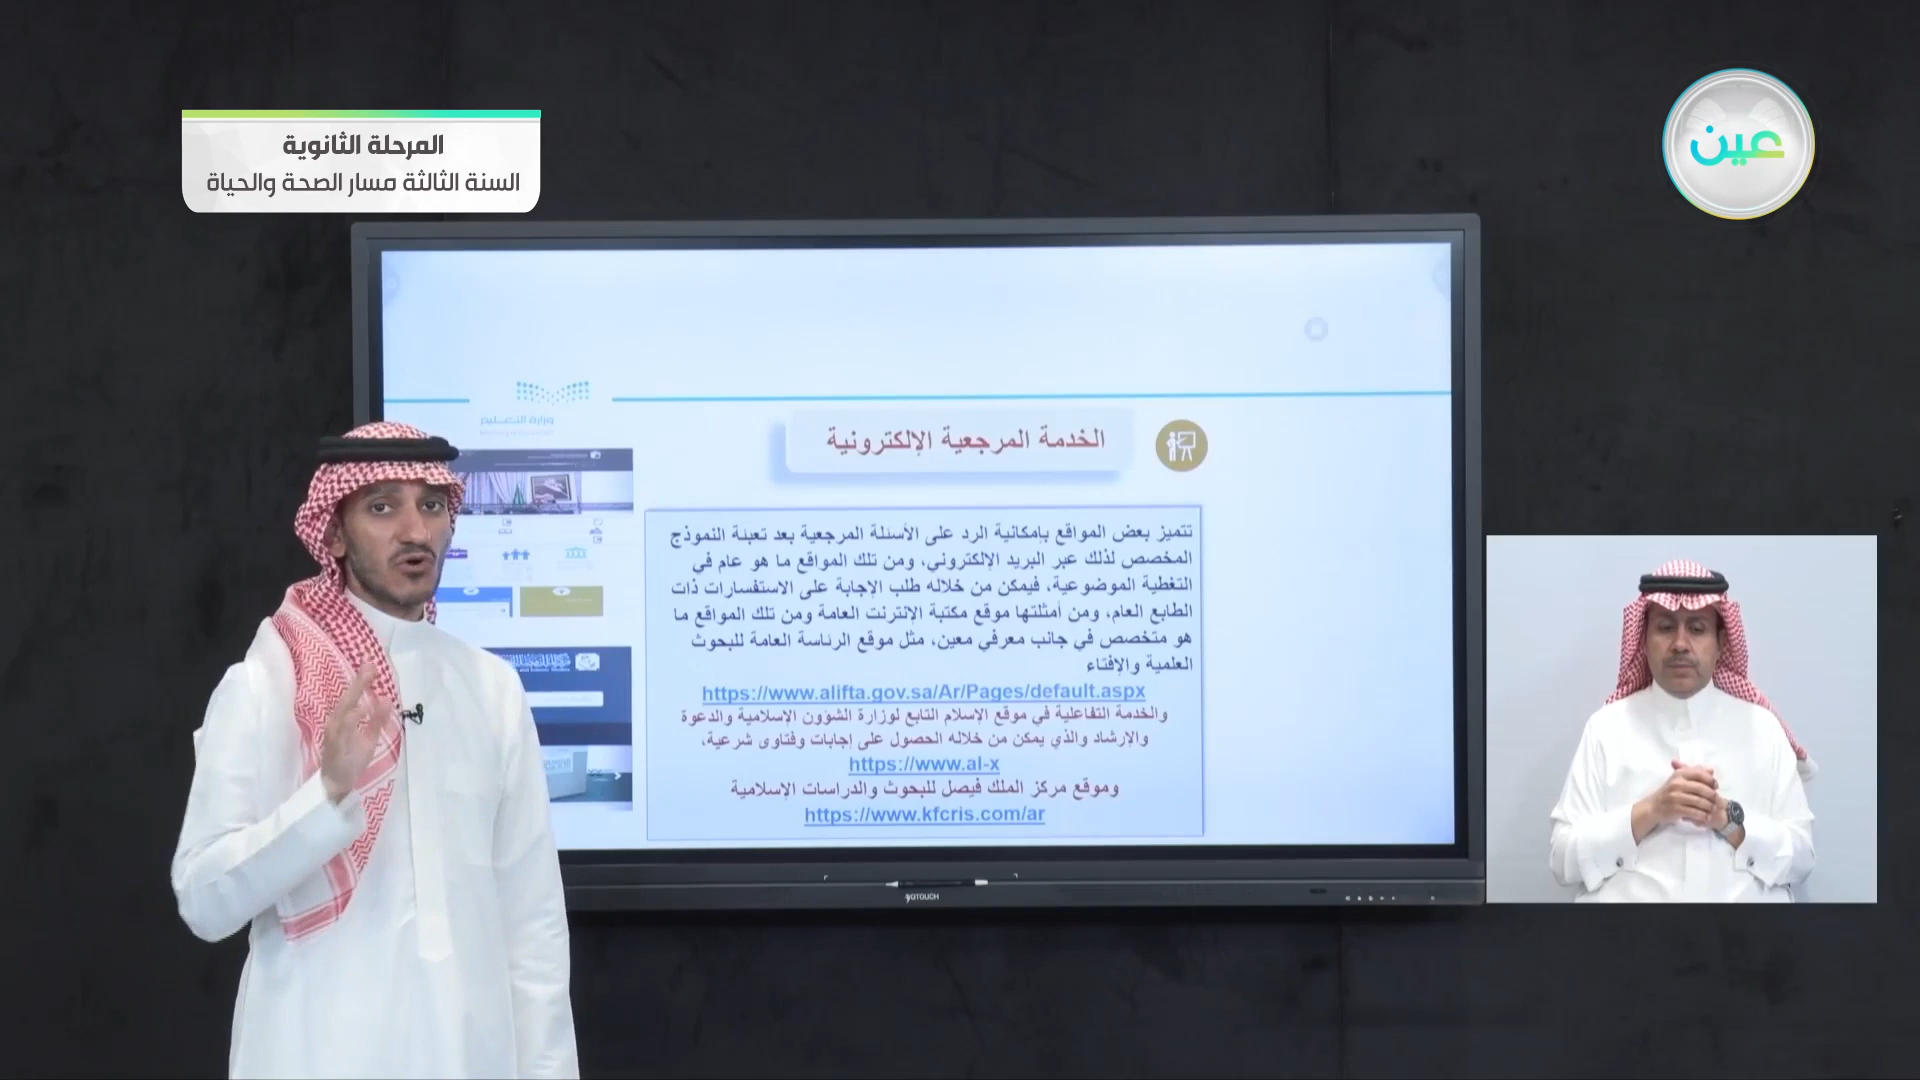 المرحلة الثانوية
السنة الثالثة مسار الصحة والحياة
عين
وزارة التعليم
الخدمة المرجعية الإلكترونية
تتميز بعض المواقع بإمكانية الرد على الأسئلة المرجعية بعد تعبئة النموذج
المخصص لذلك عبر البريد الإلكتروني، ومن تلك المواقع ما هو عام في
التغطية الموضوعية، فيمكن من خلاله طلب الإجابة على الاستفسارات ذات
الطابع العام، ومن أمثلتها موقع مكتبة الإنترنت العامة ومن تلك المواقع ما
هو متخصص في جانب معرفي معين، مثل موقع الرئاسة العامة للبحوث
العلمية والإفتاء
https://www.alifta.gov.sa/Ar/Pages/default.aspx
والخدمة التفاعلية في موقع الإسلام التابع لوزارة الشؤون الإسلامية والدعوة
والإرشاد والذي يمكن من خلاله الحصول على إجابات وفتاوى شرعية،
https://www.al-x
وموقع مركز الملك فيصل للبحوث والدراسات الإسلامية
https://www.kfcris.com/ar